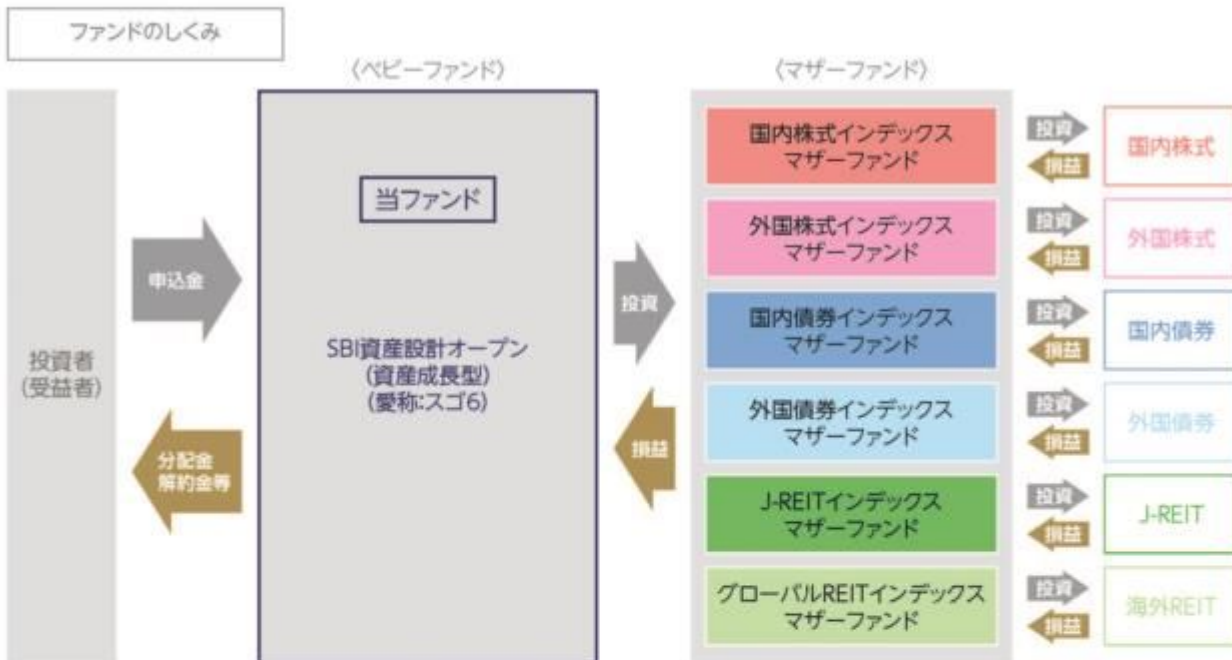 ファンドのしくみ
〈ベビーファンド〉
〈マザーファンド〉
投資者
(受益者)
申込金
分配金
解約金等
当ファンド
SBI資産設計オープン
(資産成長型)
(愛称:スゴ6)
投資
損益
国内株式インデックス
マザーファンド
投資
損益
国内株式
外国株式インデックス
マザーファンド
投資
損益
外国株式
国内債券インデックス
マザーファンド
投資
損益
国内債券
外国債券インデックス
マザーファンド
投資
損益
外国債券
J-REITインデックス
マザーファンド
投資
損益
J-REIT
グローバルREITインデックス
マザーファンド
投資
損益
海外REIT